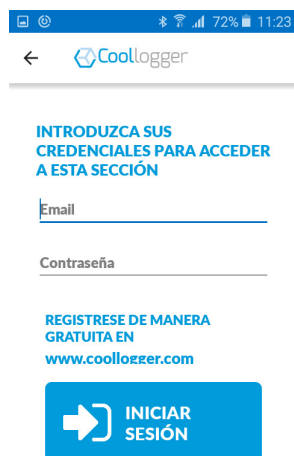 72% 11:23
Coollogger
INTRODUZCA SUS
CREDENCIALES PARA ACCEDER
A ESTA SECCIÓN
Email
Contraseña
REGISTRESE DE MANERA
GRATUITA EN
www.coollogger.com
INICIAR
SESIÓN